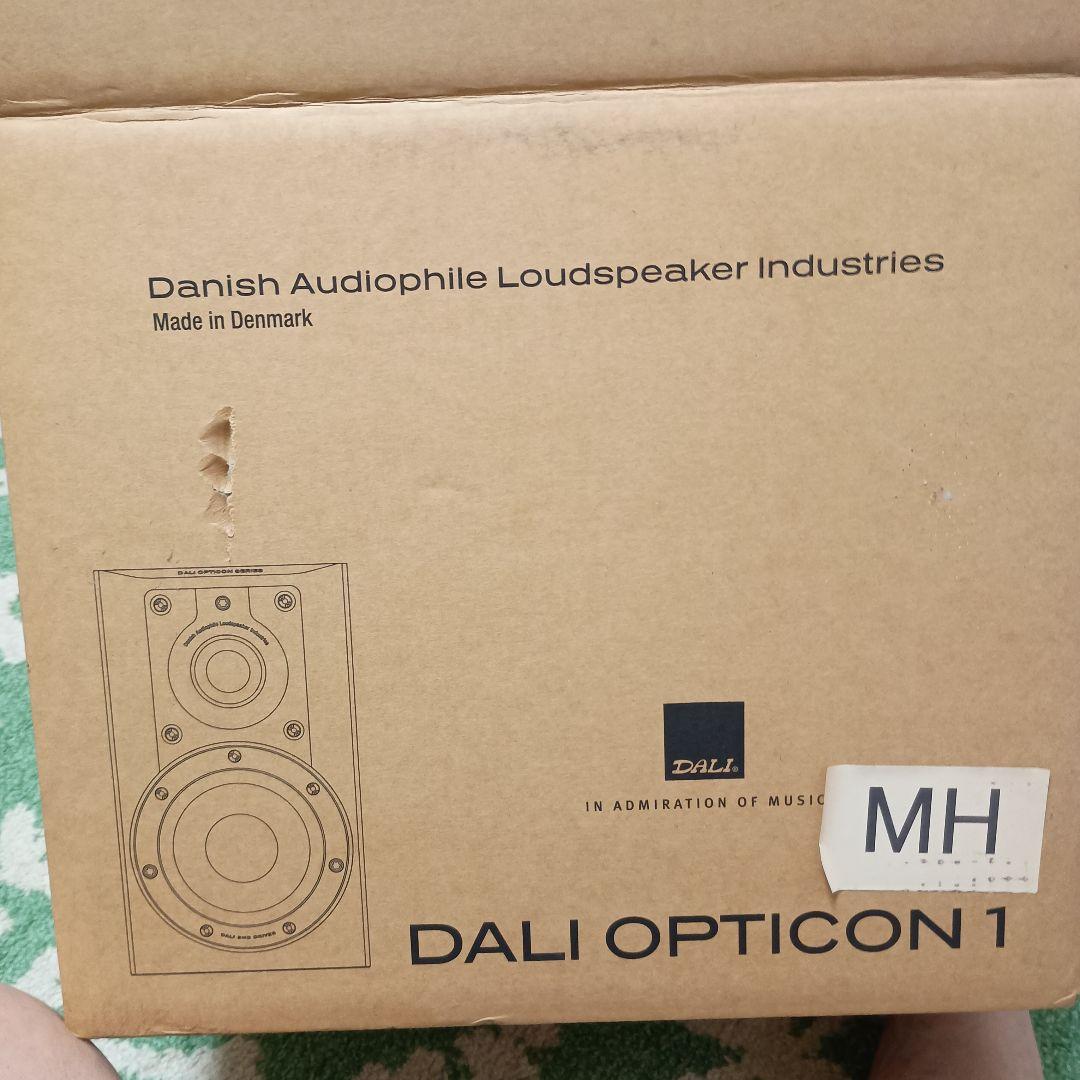 Danish Audiophile Loudspeaker Industries
Made in Denmark
DALI OPTICON SERIES
Danish Audiophile Loudspeaker Industries
DALI
IN ADMIRATION OF MUSIC
MH
DALI OPTICON 1